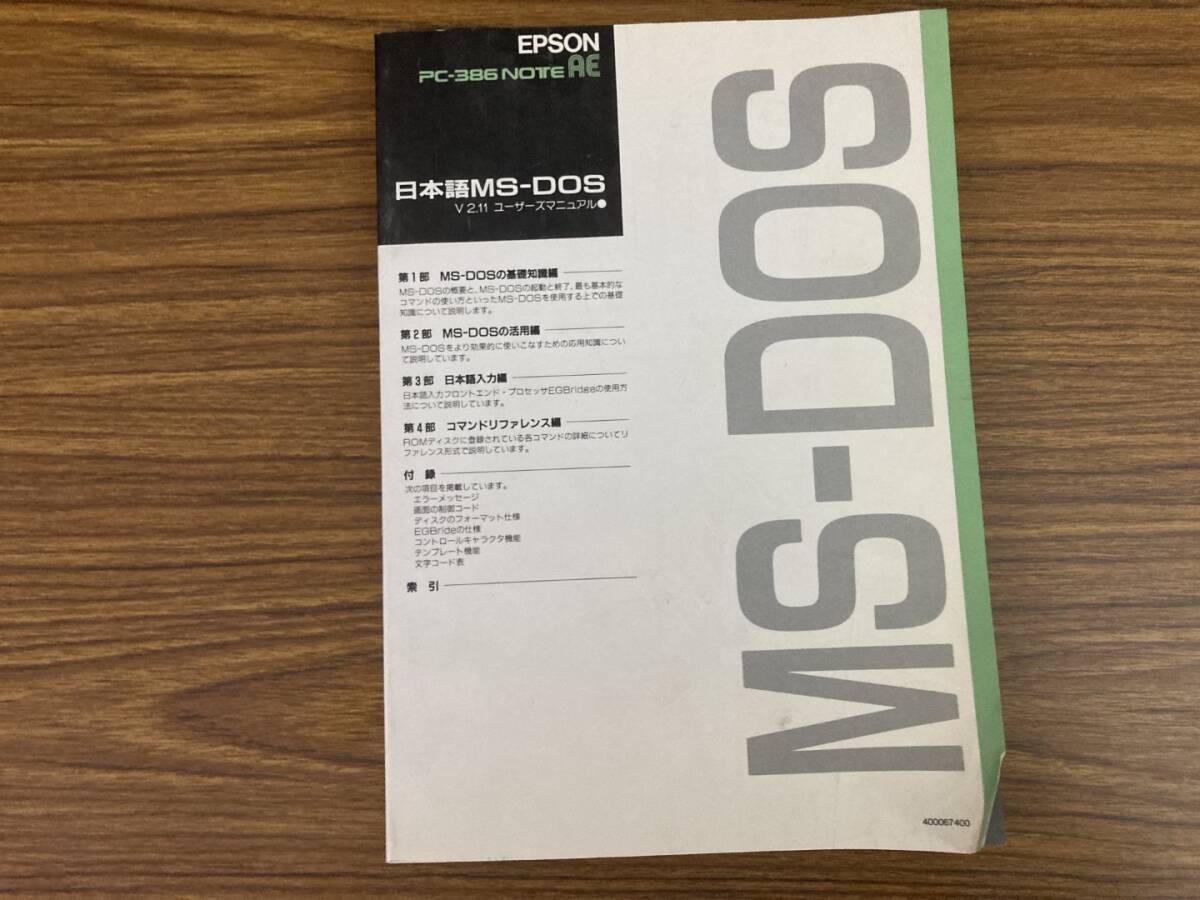 EPSON
PC-386 NOTE AE
日本語MS-DOS
V 2.11 ユーザーズマニュアル●
第1部 MS-DOSの基礎知識編
MS-DOSの概要と、MS-DOSの起動と終了、最も基本的な
コマンドの使い方といったMS-DOSを使用する上での基礎
知識について説明します。
第2部 MS-DOSの活用編
MS-DOSをより効果的に使いこなすための応用知識につい
て説明しています。
第3部 日本語入力編
日本語入力フロントエンド・プロセッサEGBridgeの使用方
法について説明しています。
第4部 コマンドリファレンス編
ROMディスクに登録されている各コマンドの詳細についてリ
ファレンス形式で説明しています。
付 録
次の項目を掲載しています。
エラーメッセージ
画面の制御コード
ディスクのフォーマット仕様
EGBrideの仕様
コントロールキャラクタ機能
テンプレート機能
文字コード表
索 引
MS-DOS
400067400